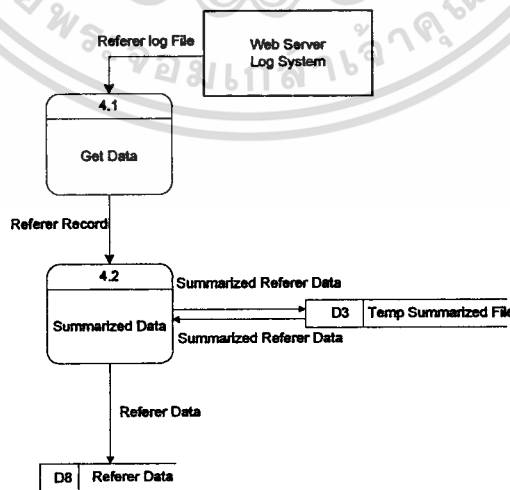 Referer log File
Web Server
Log System
4.1
Get Data
Referer Record
4.2
Summarized Data
Summarized Referer Data
D3 Temp Summarized File
Summarized Referer Data
Referer Data
D8 Referer Data